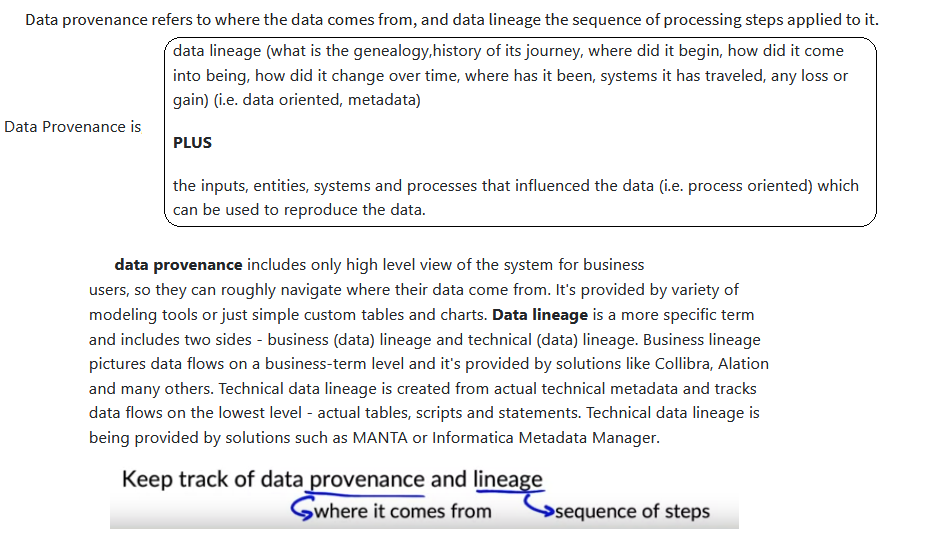 Data provenance refers to where the data comes from, and data lineage the sequence of processing steps applied to it.
Data Provenance is
data lineage (what is the genealogy,history of its journey, where did it begin, how did it come
into being, how did it change over time, where has it been, systems it has traveled, any loss or
gain) (i.e. data oriented, metadata)
PLUS
the inputs, entities, systems and processes that influenced the data (i.e. process oriented) which
can be used to reproduce the data.
data provenance includes only high level view of the system for business
users, so they can roughly navigate where their data come from. It's provided by variety of
modeling tools or just simple custom tables and charts. Data lineage is a more specific term
and includes two sides - business (data) lineage and technical (data) lineage. Business lineage
pictures data flows on a business-term level and it's provided by solutions like Collibra, Alation
and many others. Technical data lineage is created from actual technical metadata and tracks
data flows on the lowest level - actual tables, scripts and statements. Technical data lineage is
being provided by solutions such as MANTA or Informatica Metadata Manager.
Keep track of data provenance and lineage
where it comes from
sequence of steps